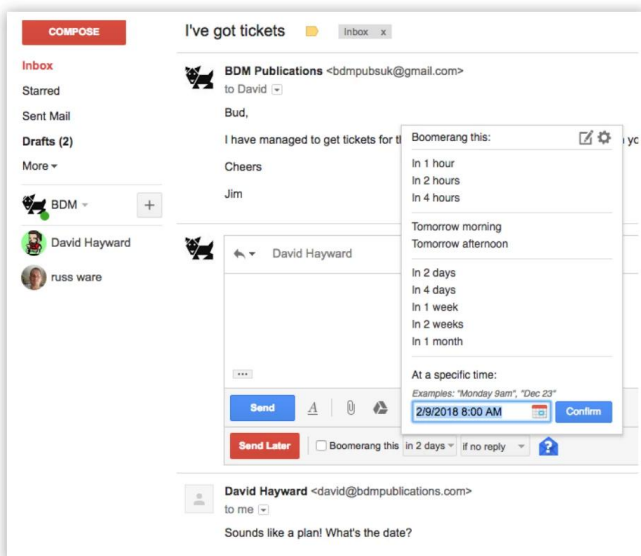 COMPOSE
Inbox
Starred
Sent Mail
Drafts (2)
More
BDM
+
David Hayward
russ ware
I've got tickets
Inbox x
BDM Publications <bdmpubsuk@gmail.com>
to David
Bud,
I have managed to get tickets for
Cheers
Jim
David Hayward
...
Send A
Send Later Boomerang this in 2 days if no reply ?
Boomerang this:
In 1 hour
In 2 hours
In 4 hours
Tomorrow morning
Tomorrow afternoon
In 2 days
In 4 days
In 1 week
In 2 weeks
In 1 month
At a specific time:
Examples: "Monday 9am", "Dec 23"
2/9/2018 8:00 AM Confirm
David Hayward <david@bdmpublications.com>
to me
Sounds like a plan! What's the date?